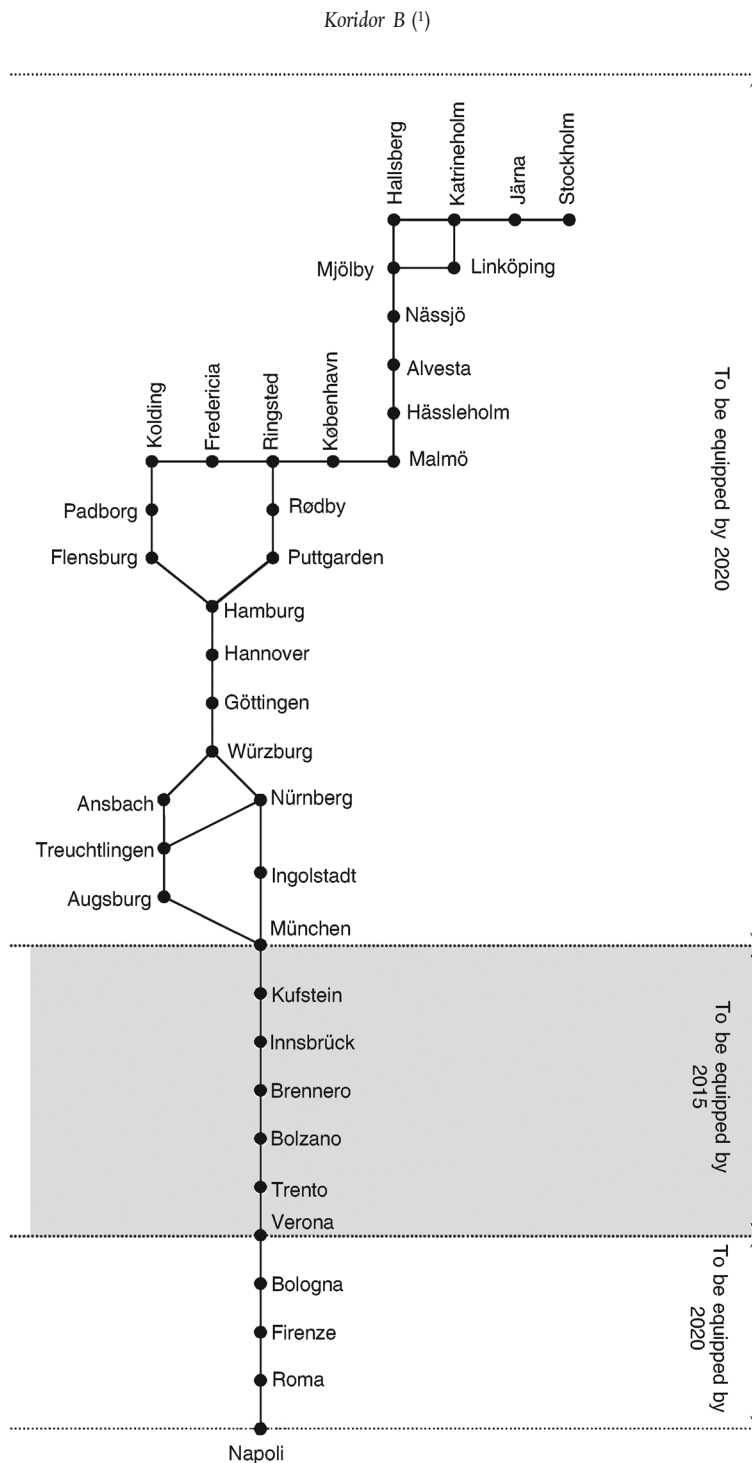 Koridor B (¹)
Hallsberg
Katrineholm
Järna
Stockholm
Mjölby
Linköping
Nässjö
Alvesta
Hässleholm
Malmö
Kolding
Fredericia
Ringsted
København
Padborg
Rødby
Flensburg
Puttgarden
Hamburg
Hannover
Göttingen
Würzburg
Ansbach
Nürnberg
Treuchtlingen
Ingolstadt
Augsburg
München
To be equipped by 2020
Kufstein
Innsbrück
Brennero
Bolzano
Trento
Verona
To be equipped by
2015
Bologna
Firenze
Roma
Napoli
To be equipped by
2020